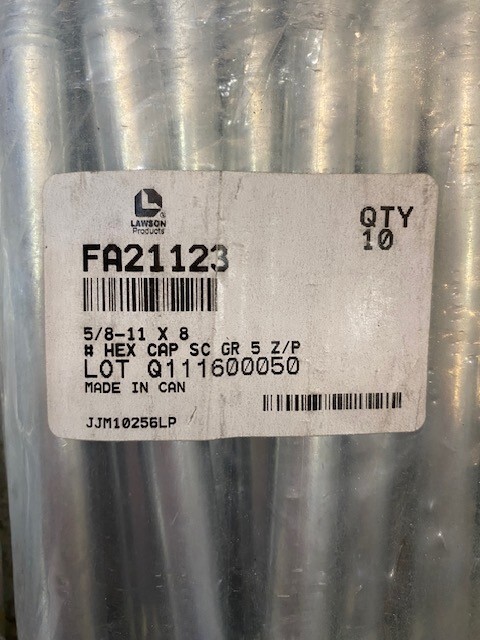 LAWSON®
Products
QTY
10
FA21123
5/8-11 X 8
# HEX CAP SC GR 5 Z/P
LOT Q111600050
MADE IN CAN
JJM10256LP